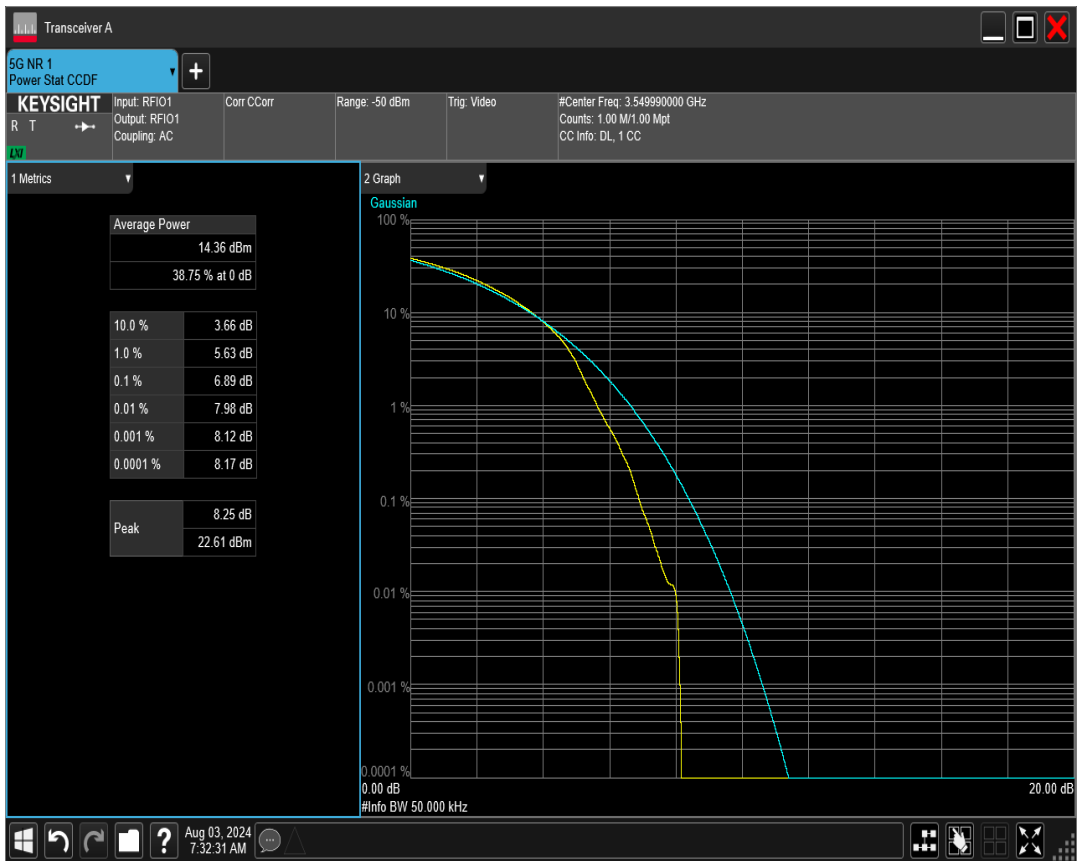 Transceiver A
5G NR 1
Power Stat CCDF
+
KEYSIGHT
R T
LXI
Input: RFIO1
Output: RFIO1
Coupling: AC
Corr CCorr
Range: -50 dBm
Trig: Video
#Center Freq: 3.549990000 GHz
Counts: 1.00 M/1.00 Mpt
CC Info: DL, 1 CC
1 Metrics
Average Power
14.36 dBm
38.75 % at 0 dB
10.0 % 3.66 dB
1.0 % 5.63 dB
0.1 % 6.89 dB
0.01 % 7.98 dB
0.001 % 8.12 dB
0.0001 % 8.17 dB
Peak
8.25 dB
22.61 dBm
2 Graph
Gaussian
100 %
10 %
1 %
0.1 %
0.01 %
0.001 %
0.0001 %
0.00 dB
20.00 dB
#Info BW 50.000 kHz
?
Aug 03, 2024
7:32:31 AM